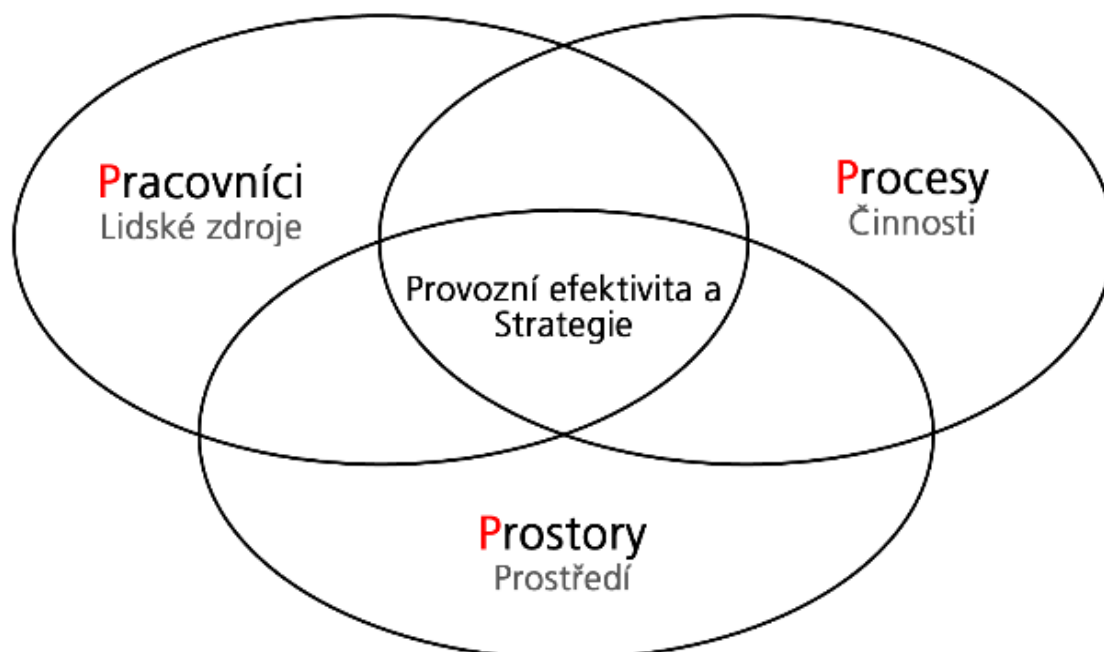 Pracovníci
Lidské zdroje
Procesy
Činnosti
Provozní efektivita a
Strategie
Prostory
Prostředí